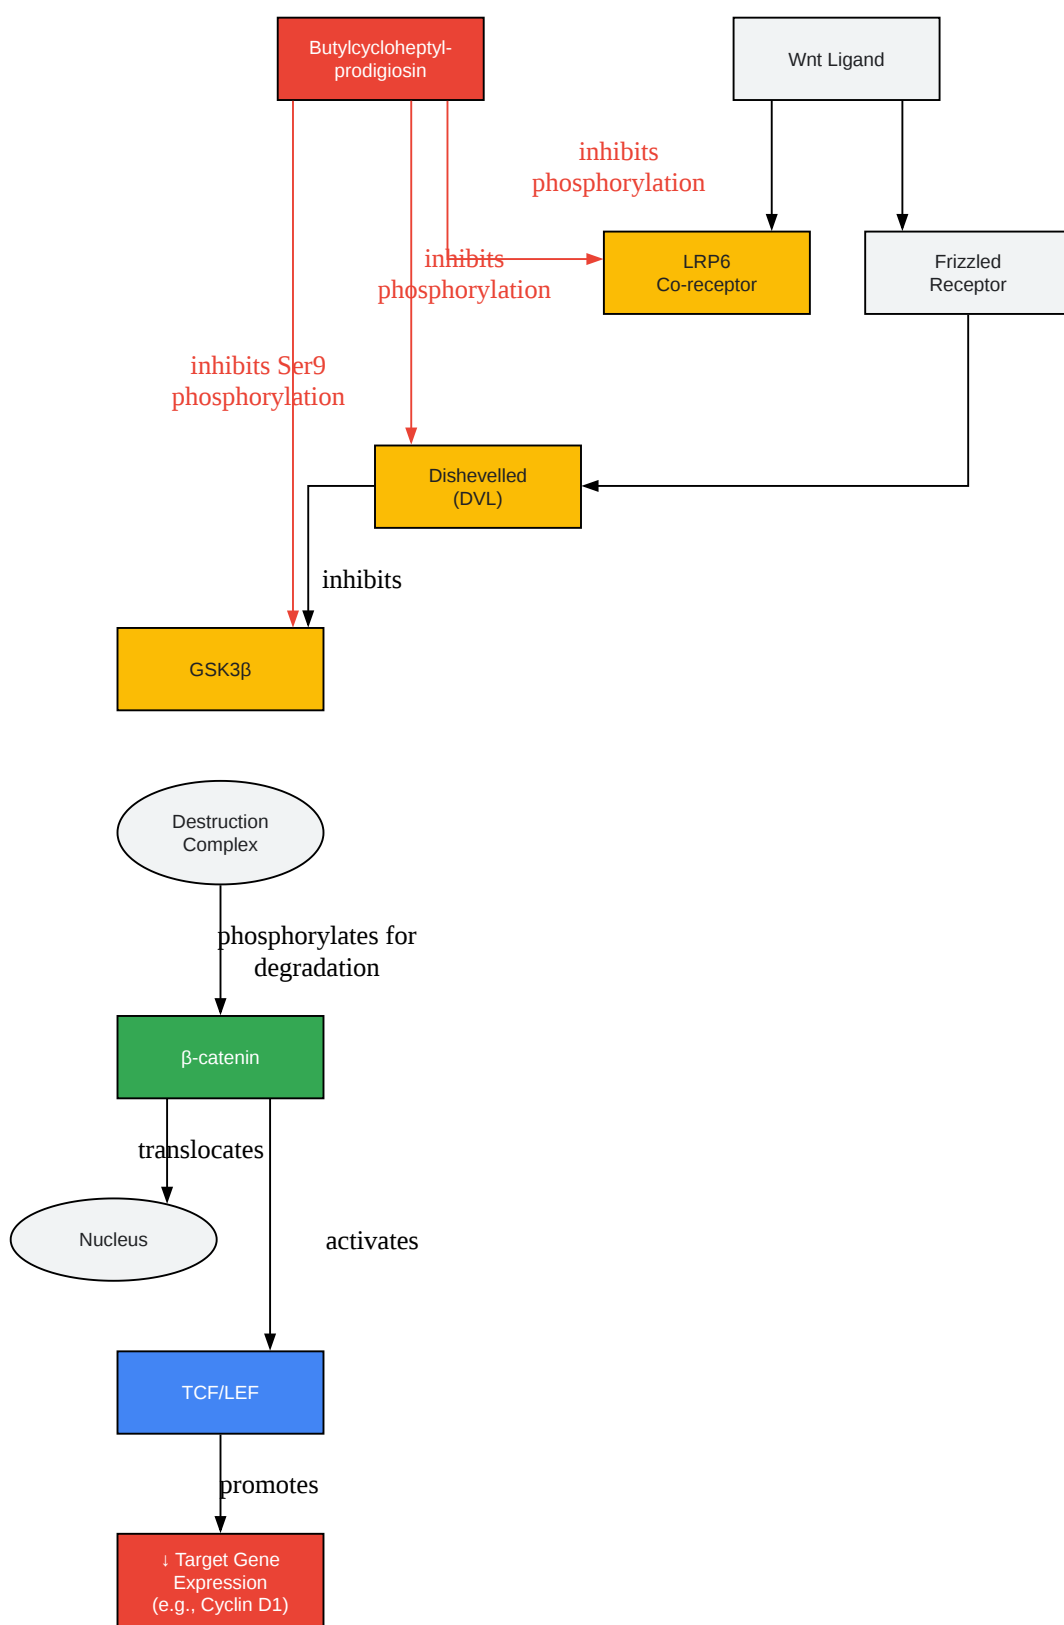 Butylcycloheptyl-
prodigiosin
Wnt Ligand
inhibits
phosphorylation
inhibits
phosphorylation
LRP6
Co-receptor
Frizzled
Receptor
inhibits Ser9
phosphorylation
Dishevelled
(DVL)
inhibits
GSK3β
Destruction
Complex
phosphorylates for
degradation
β-catenin
translocates
Nucleus
activates
TCF/LEF
promotes
↓ Target Gene
Expression
(e.g., Cyclin D1)